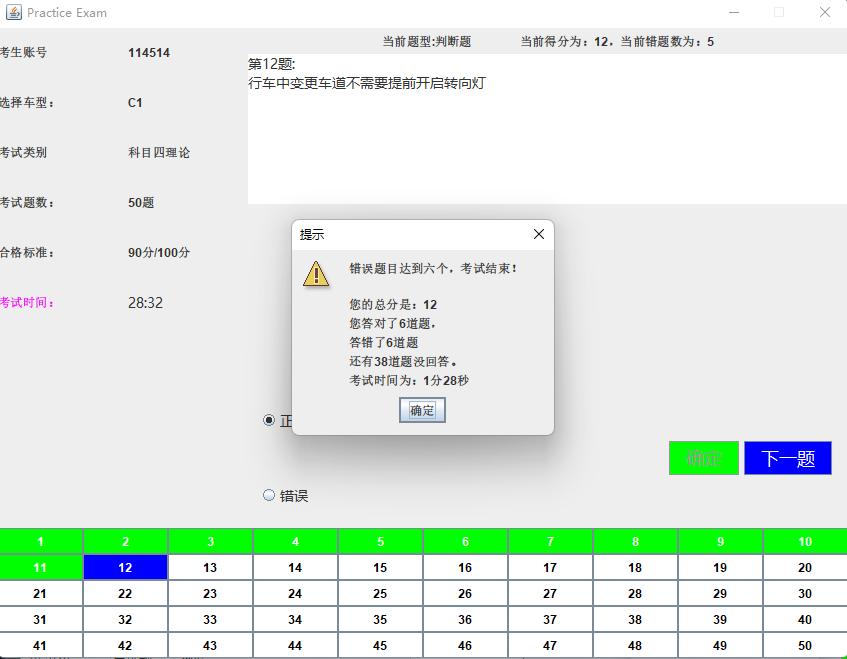 Practice Exam
考生账号 114514
选择车型： C1
考试类别 科目四理论
考试题数： 50题
合格标准： 90分/100分
考试时间： 28:32
当前题型:判断题 当前得分为：12，当前错题数为：5
第12题:
行车中变更车道不需要提前开启转向灯
提示
错误题目达到六个，考试结束！
您的总分是：12
您答对了6道题，
答错了6道题
还有38道题没回答。
考试时间为：1分28秒
确定
正
错误
确定 下一题
1 2 3 4 5 6 7 8 9 10
11 12 13 14 15 16 17 18 19 20
21 22 23 24 25 26 27 28 29 30
31 32 33 34 35 36 37 38 39 40
41 42 43 44 45 46 47 48 49 50